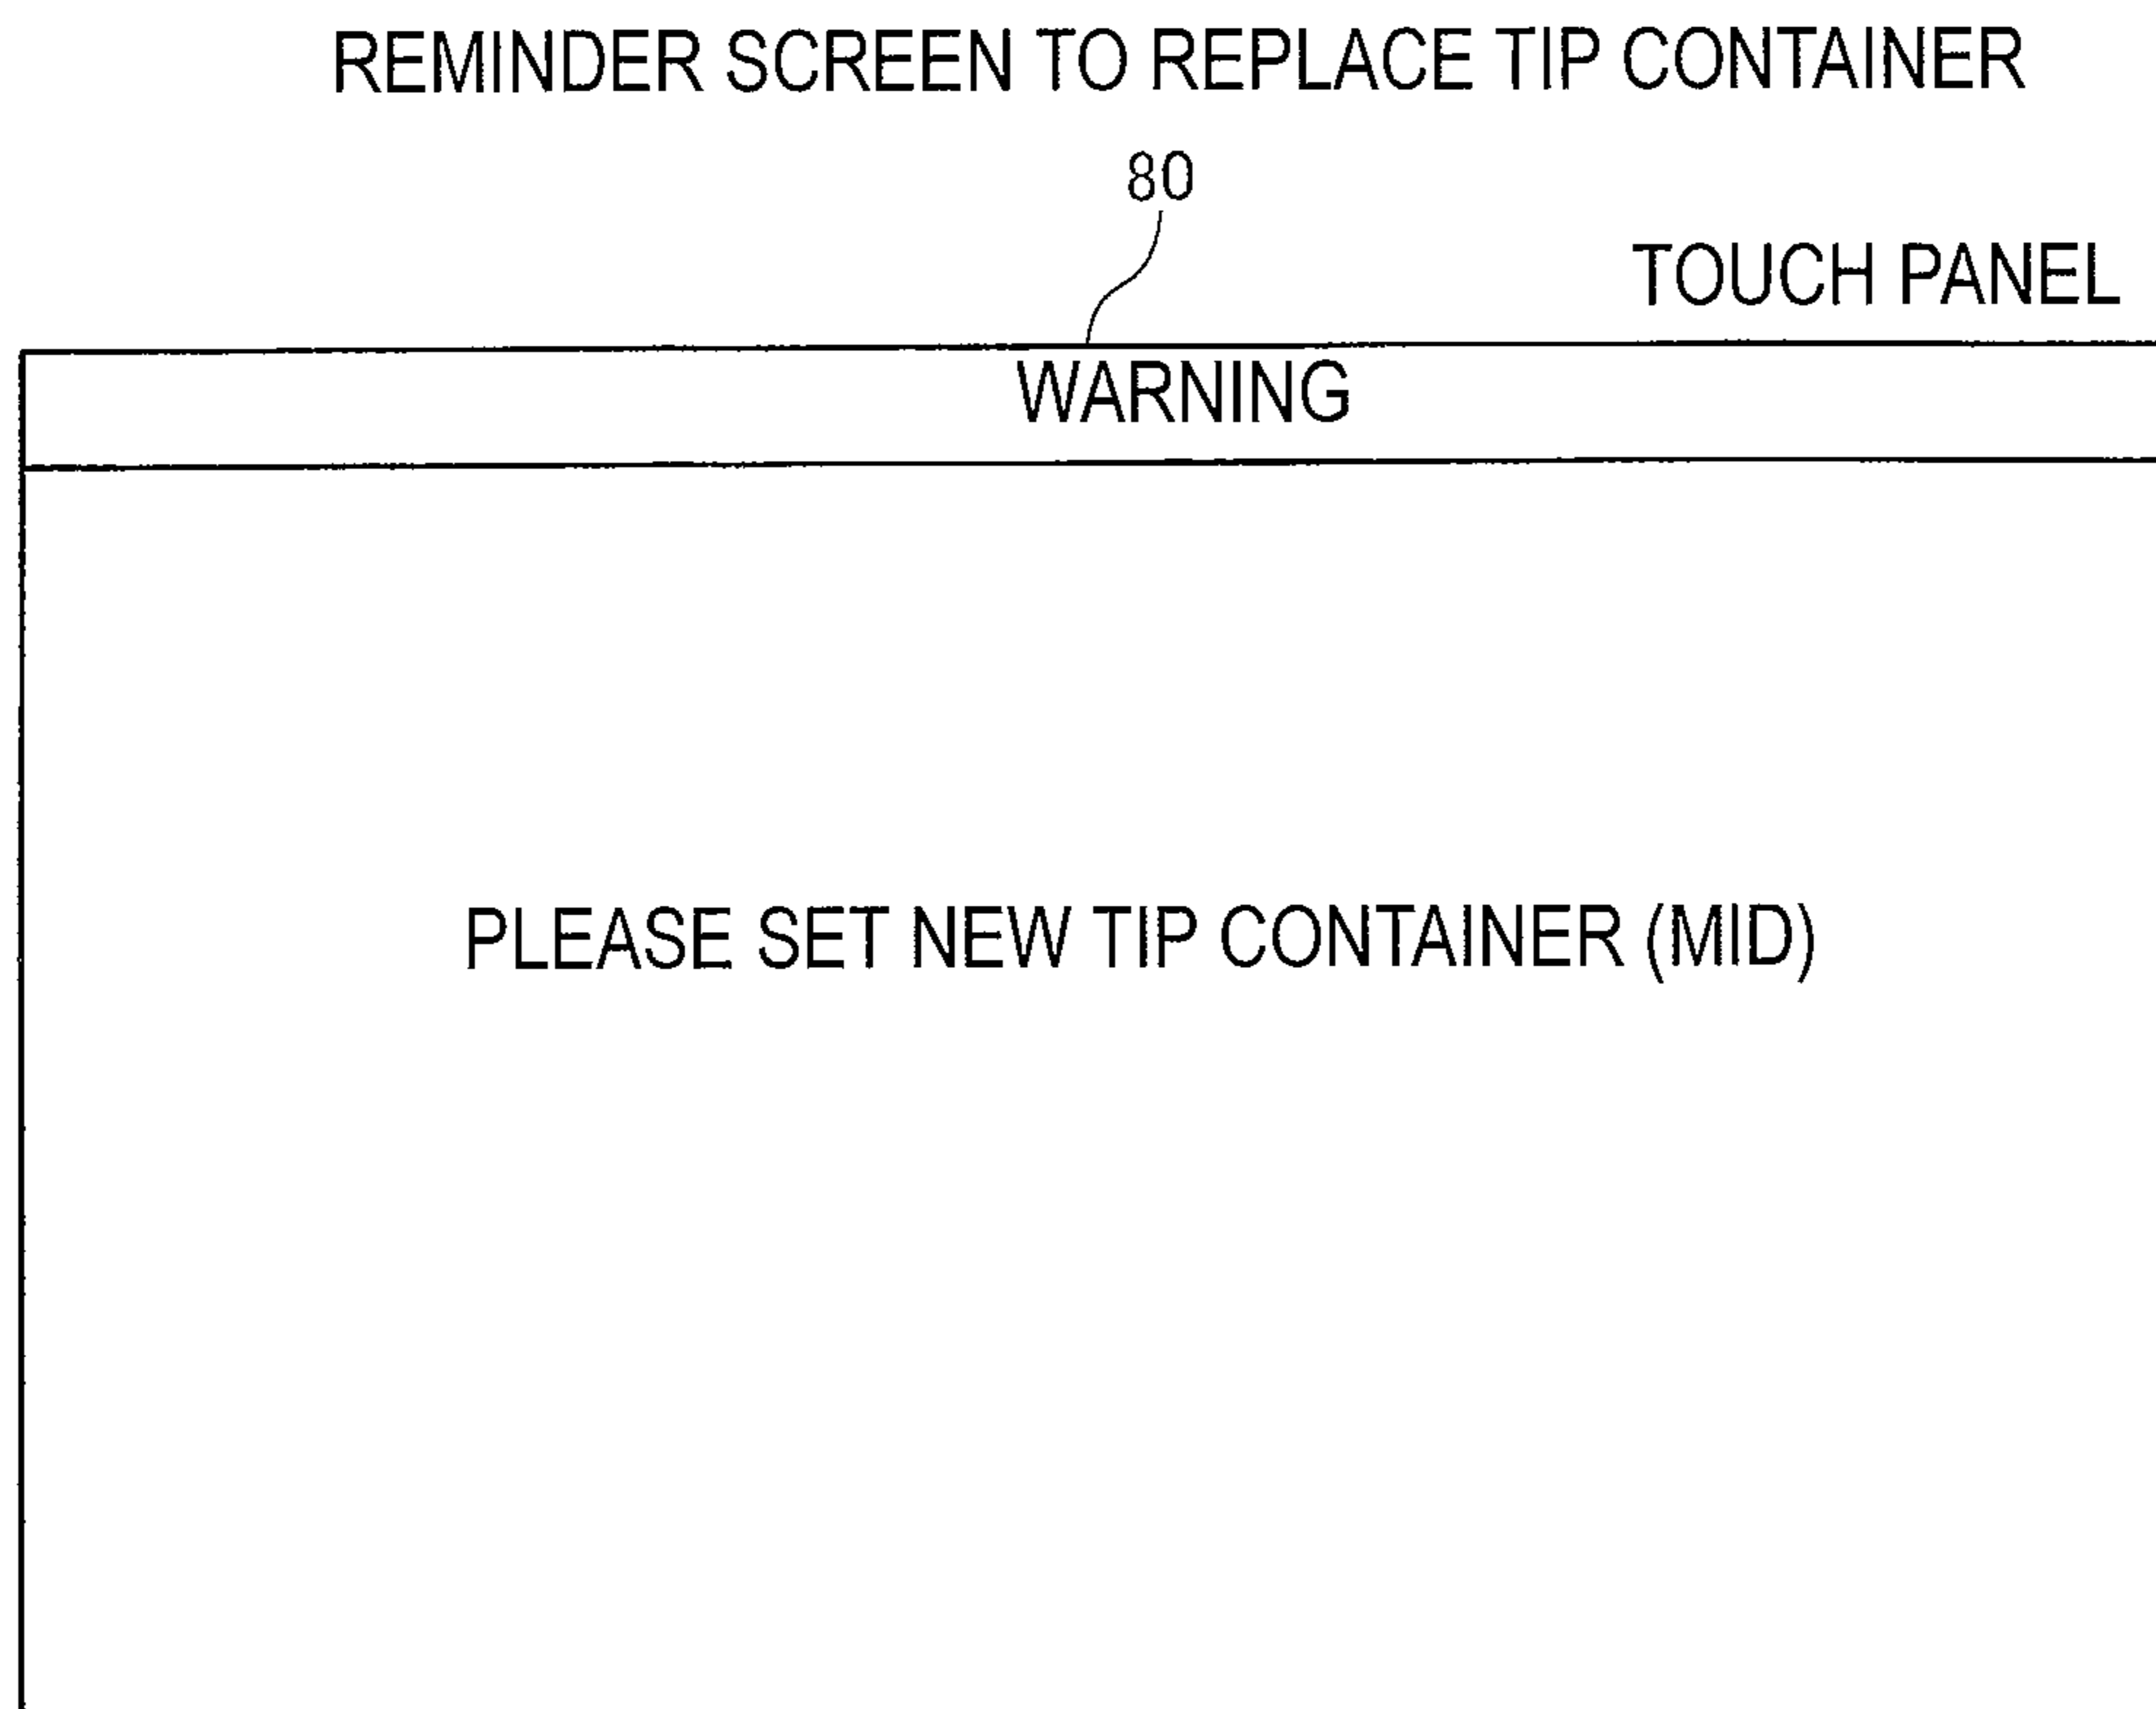 REMINDER SCREEN TO REPLACE TIP CONTAINER
80
TOUCH PANEL
WARNING
PLEASE SET NEW TIP CONTAINER (MID)